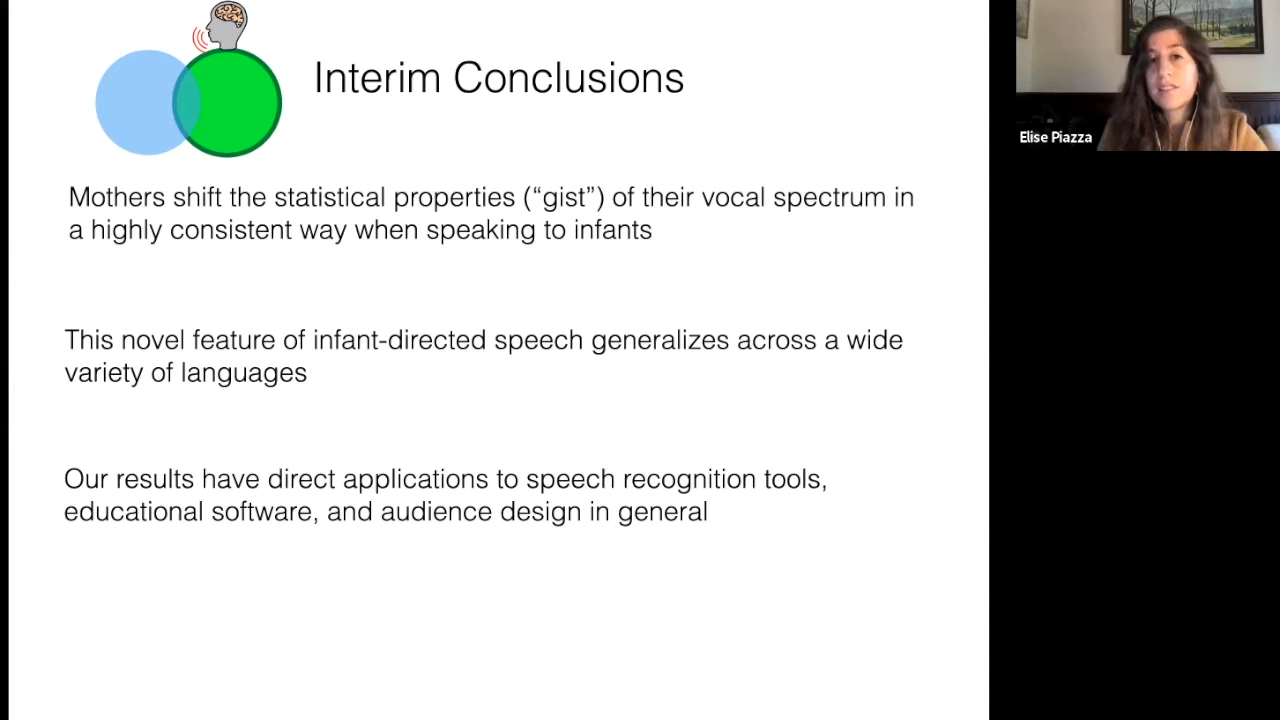 Interim Conclusions
Elise Piazza
Mothers shift the statistical properties (“gist”) of their vocal spectrum in
a highly consistent way when speaking to infants
This novel feature of infant-directed speech generalizes across a wide
variety of languages
Our results have direct applications to speech recognition tools,
educational software, and audience design in general